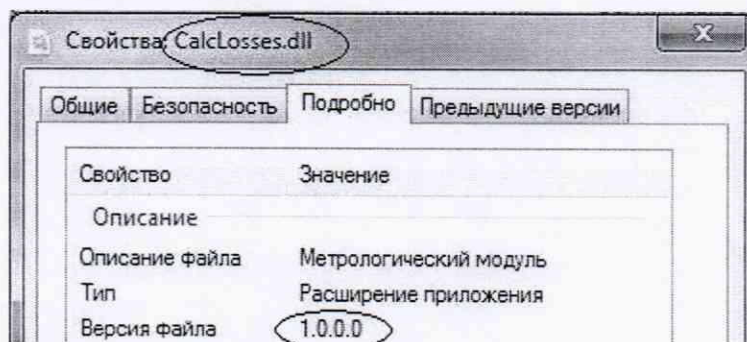 Свойства: CalcLosses.dll
Общие Безопасность Подробно Предыдущие версии
Свойство Значение
Описание
Описание файла Метрологический модуль
Тип Расширение приложения
Версия файла 1.0.0.0